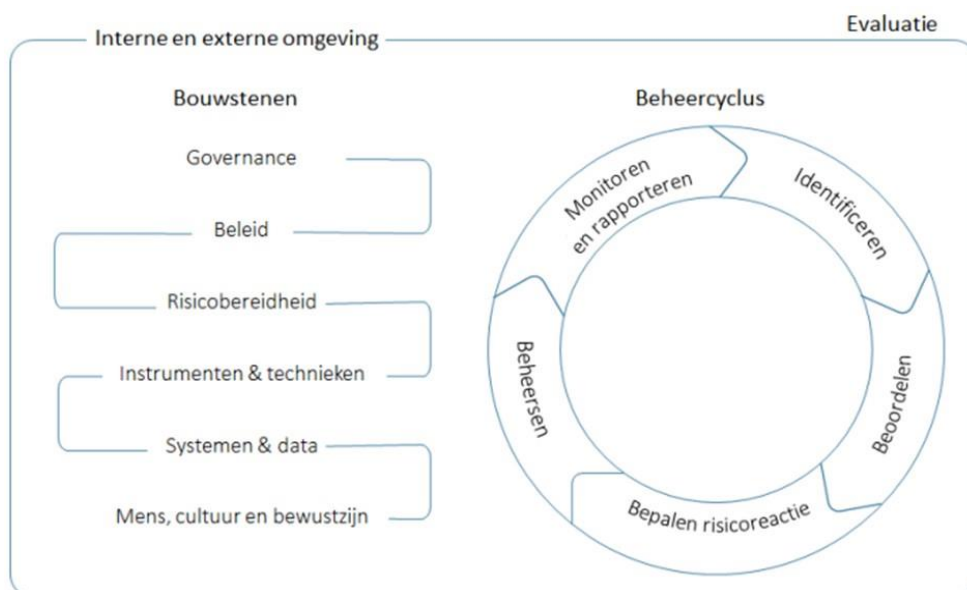 Evaluatie
Interne en externe omgeving
Bouwstenen
Governance
Beleid
Risicobereidheid
Instrumenten & technieken
Systemen & data
Mens, cultuur en bewustzijn
Beheercyclus
Identificeren
Beoordelen
Bepalen risicoreactie
Beheersen
Monitoren
en rapporteren